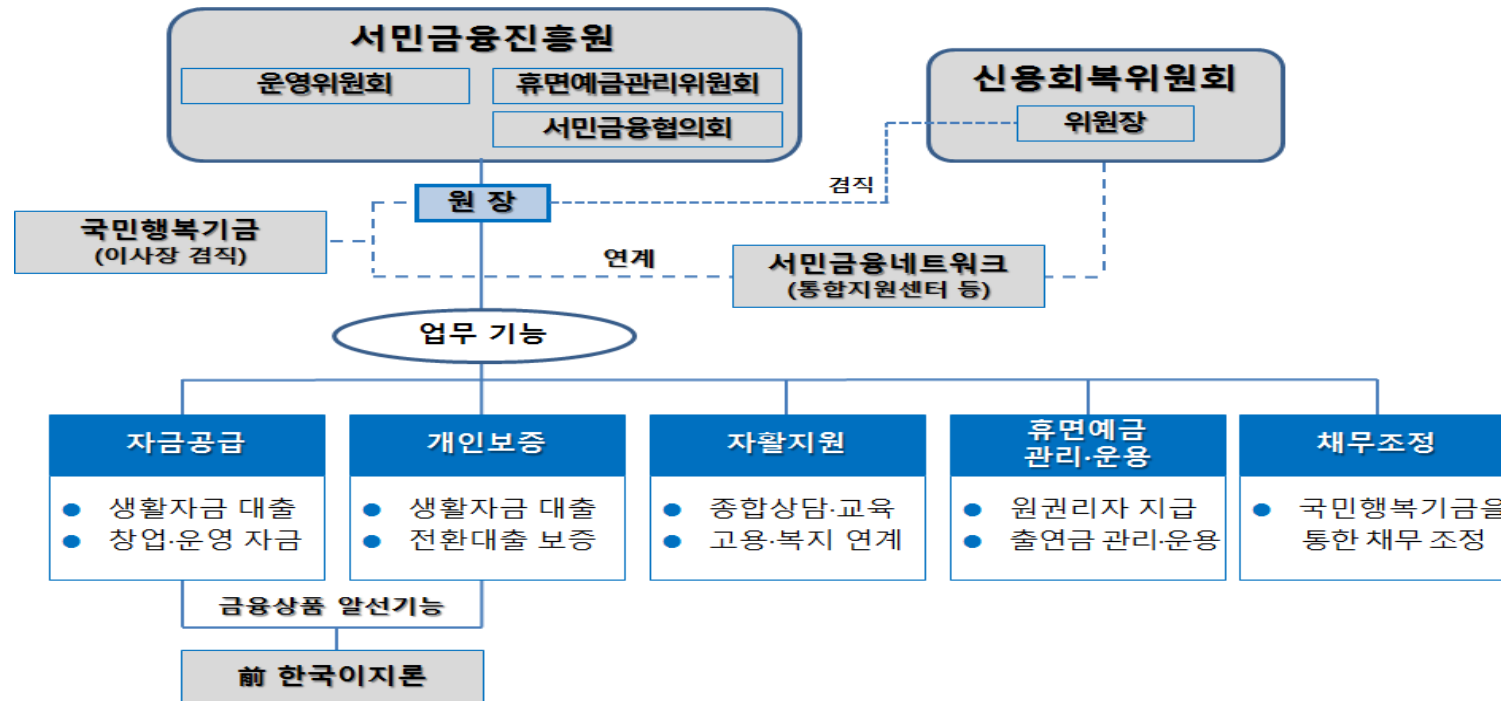 서민금융진흥원
운영위원회
휴면예금관리위원회
서민금융협의회
신용회복위원회
위원장
겸직
원 장
국민행복기금
(이사장 겸직)
연계
서민금융네트워크
(통합지원센터 등)
업무 기능
자금공급
● 생활자금 대출
● 창업·운영 자금
개인보증
● 생활자금 대출
● 전환대출 보증
자활지원
● 종합상담·교육
● 고용·복지 연계
휴면예금
관리·운용
● 원권리자 지급
● 출연금 관리·운용
채무조정
● 국민행복기금을
통한 채무 조정
금융상품 알선기능
前 한국이지론